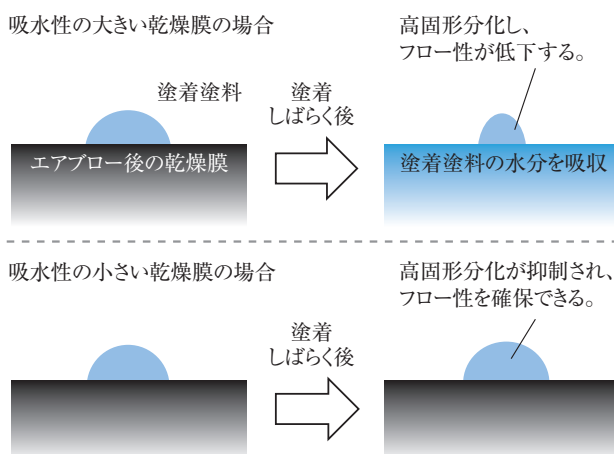 吸水性の大きい乾燥膜の場合
高固形分化し、
フロー性が低下する。
塗着塗料
塗着
しばらく後
エアブロー後の乾燥膜
塗着塗料の水分を吸収
吸水性の小さい乾燥膜の場合
高固形分化が抑制され、
フロー性を確保できる。
塗着
しばらく後